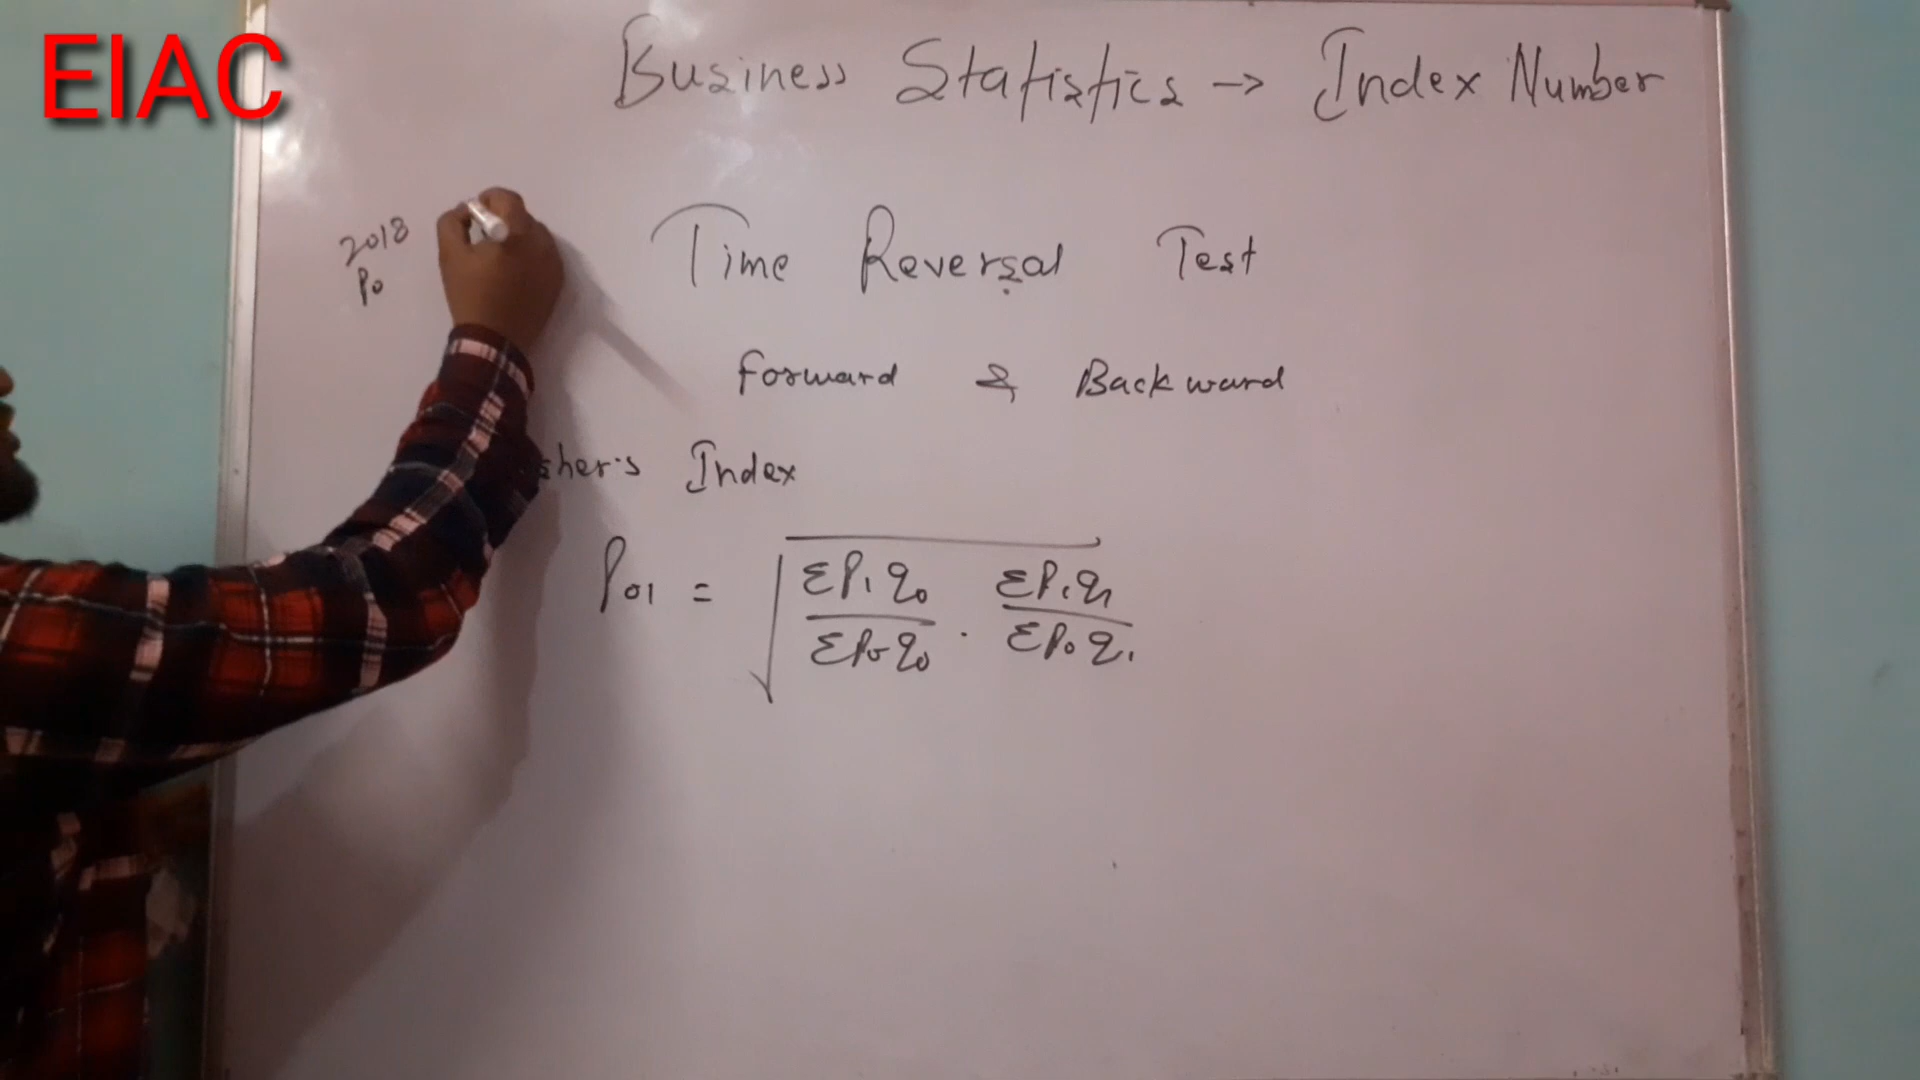 EIAC
Business Statistics → Index Number
2018
P₀
Time Reversal Test
Forward & Backward
sher's Index
P₀₁ = √( ΣP₁q₀ / ΣP₀q₀ · ΣP₁q₁ / ΣP₀q₁ )